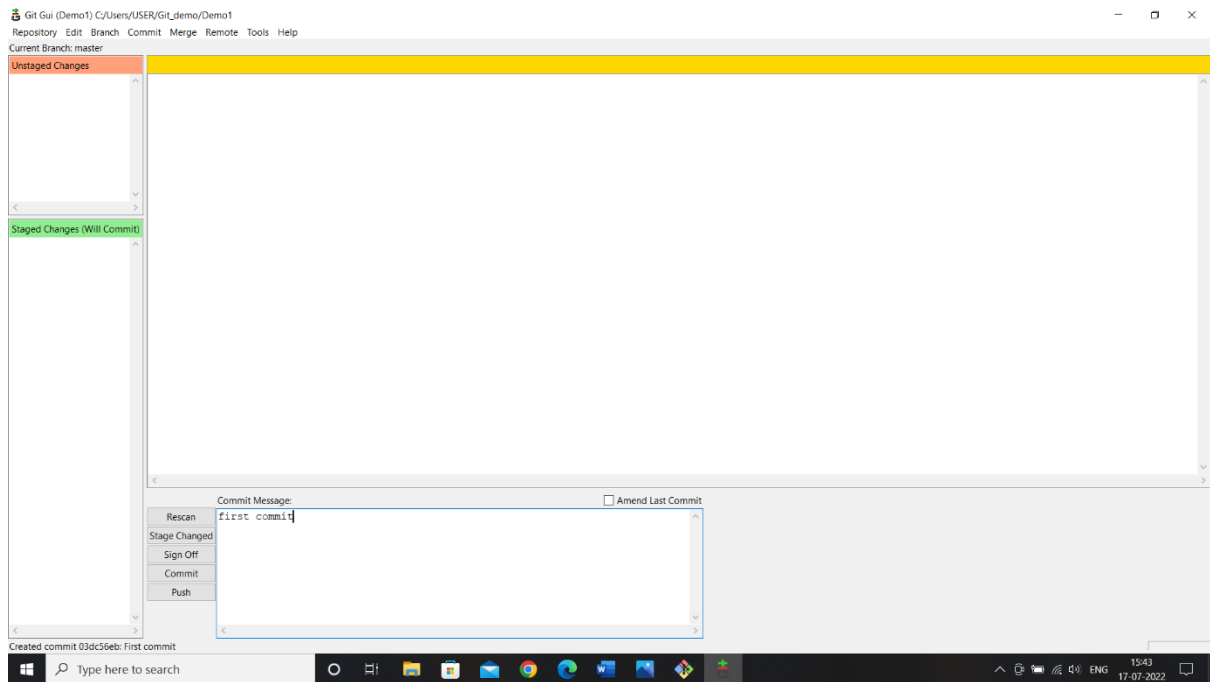 Git Gui (Demo1) C:/Users/USER/Git_demo/Demo1
Repository Edit Branch Commit Merge Remote Tools Help
Current Branch: master
Unstaged Changes
Staged Changes (Will Commit)
Commit Message:
Amend Last Commit
Rescan
first commit
Stage Changed
Sign Off
Commit
Push
Created commit 03dc56eb: First commit
Type here to search
ENG
15:43
17-07-2022